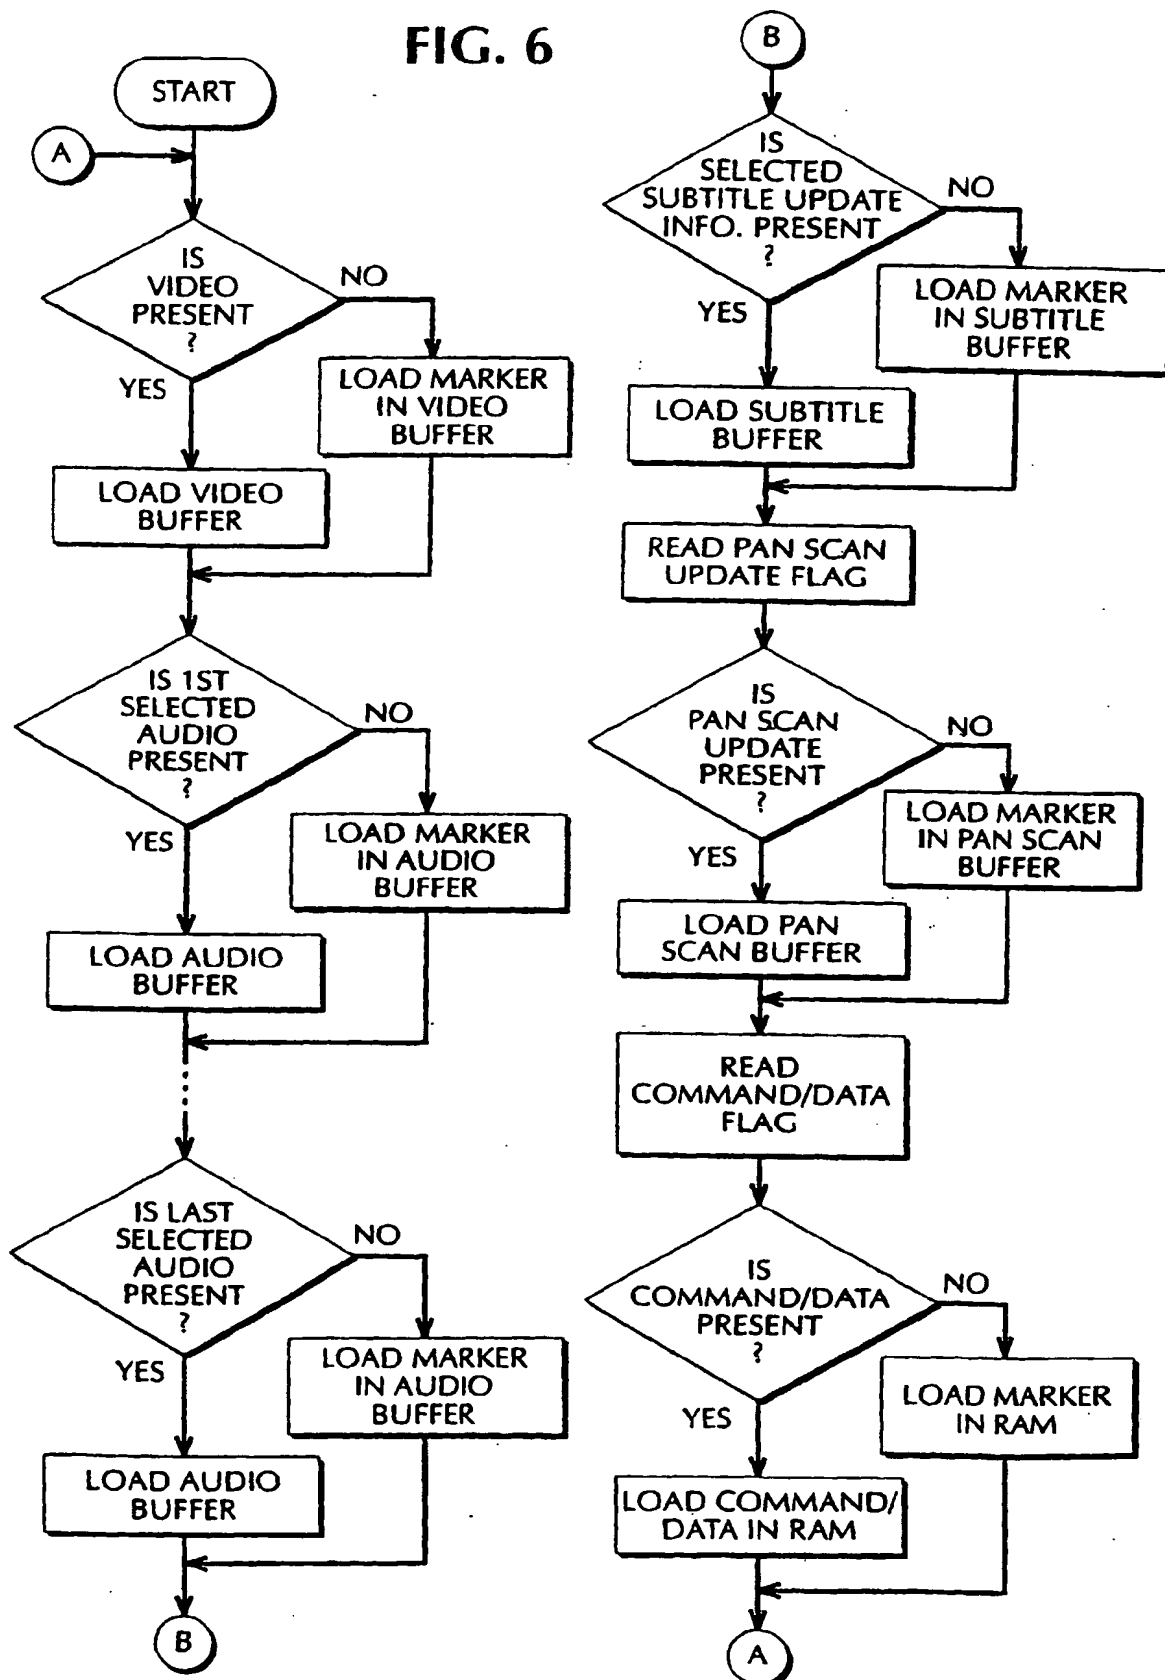 FIG. 6
START
A
IS
VIDEO
PRESENT
?
NO
YES
LOAD MARKER
IN VIDEO
BUFFER
LOAD VIDEO
BUFFER
IS 1ST
SELECTED
AUDIO
PRESENT
?
NO
YES
LOAD MARKER
IN AUDIO
BUFFER
LOAD AUDIO
BUFFER
IS LAST
SELECTED
AUDIO
PRESENT
?
NO
YES
LOAD MARKER
IN AUDIO
BUFFER
LOAD AUDIO
BUFFER
B
B
IS
SELECTED
SUBTITLE UPDATE
INFO. PRESENT
?
NO
YES
LOAD MARKER
IN SUBTITLE
BUFFER
LOAD SUBTITLE
BUFFER
READ PAN SCAN
UPDATE FLAG
IS
PAN SCAN
UPDATE
PRESENT
?
NO
YES
LOAD MARKER
IN PAN SCAN
BUFFER
LOAD PAN
SCAN BUFFER
READ
COMMAND/DATA
FLAG
IS
COMMAND/DATA
PRESENT
?
NO
YES
LOAD MARKER
IN RAM
LOAD COMMAND/
DATA IN RAM
A